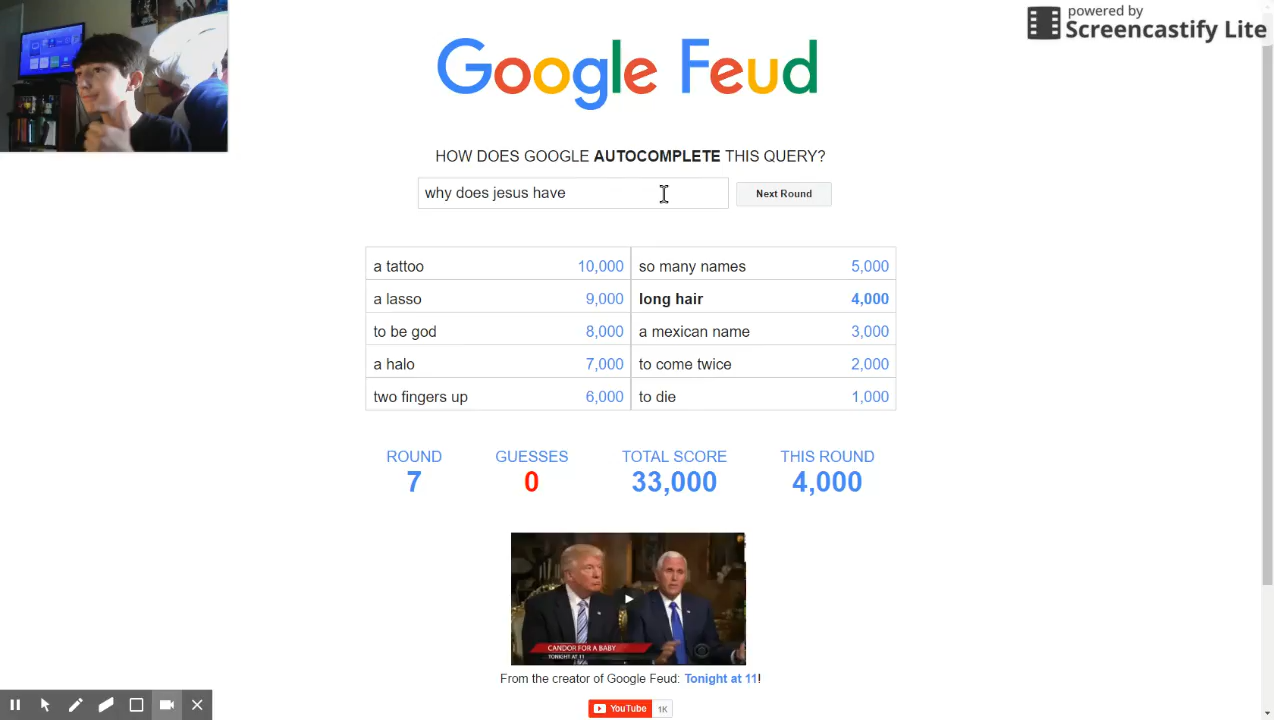 powered by
Screencastify Lite
Google Feud
HOW DOES GOOGLE AUTOCOMPLETE THIS QUERY?
why does jesus have
Next Round
a tattoo 10,000 so many names 5,000
a lasso 9,000 long hair 4,000
to be god 8,000 a mexican name 3,000
a halo 7,000 to come twice 2,000
two fingers up 6,000 to die 1,000
ROUND GUESSES TOTAL SCORE THIS ROUND
7 0 33,000 4,000
CANDOR FOR A BABY
TONIGHT AT 11
From the creator of Google Feud: Tonight at 11!
YouTube 1K